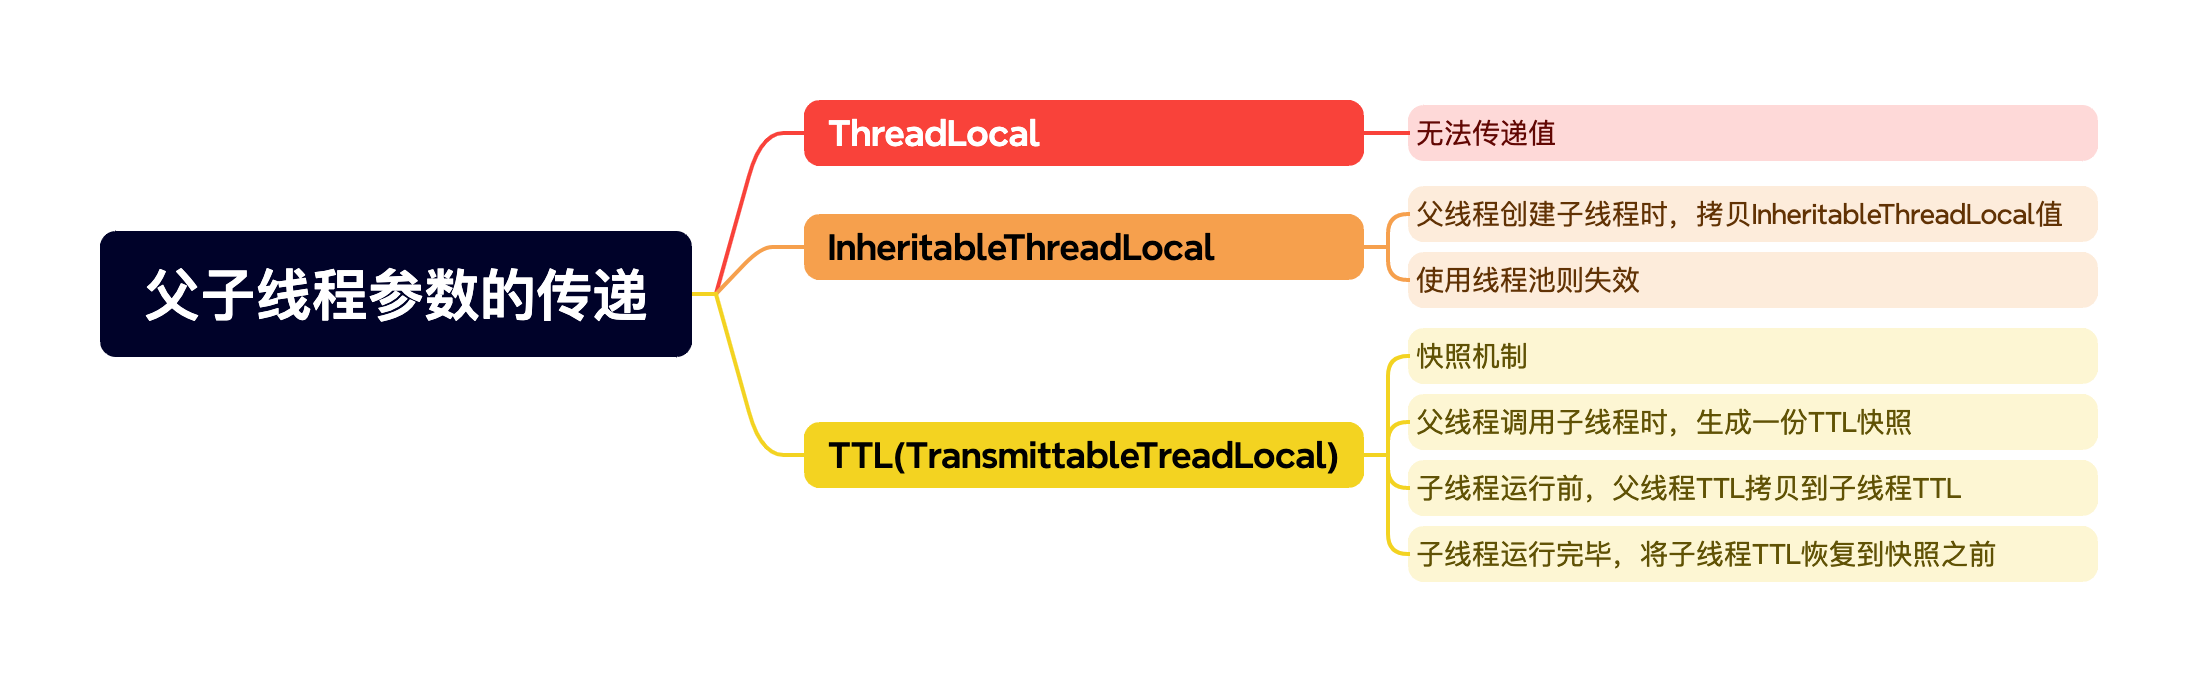 父子线程参数的传递
ThreadLocal
无法传递值
InheritableThreadLocal
父线程创建子线程时，拷贝InheritableThreadLocal值
使用线程池则失效
TTL(TransmittableTreadLocal)
快照机制
父线程调用子线程时，生成一份TTL快照
子线程运行前，父线程TTL拷贝到子线程TTL
子线程运行完毕，将子线程TTL恢复到快照之前